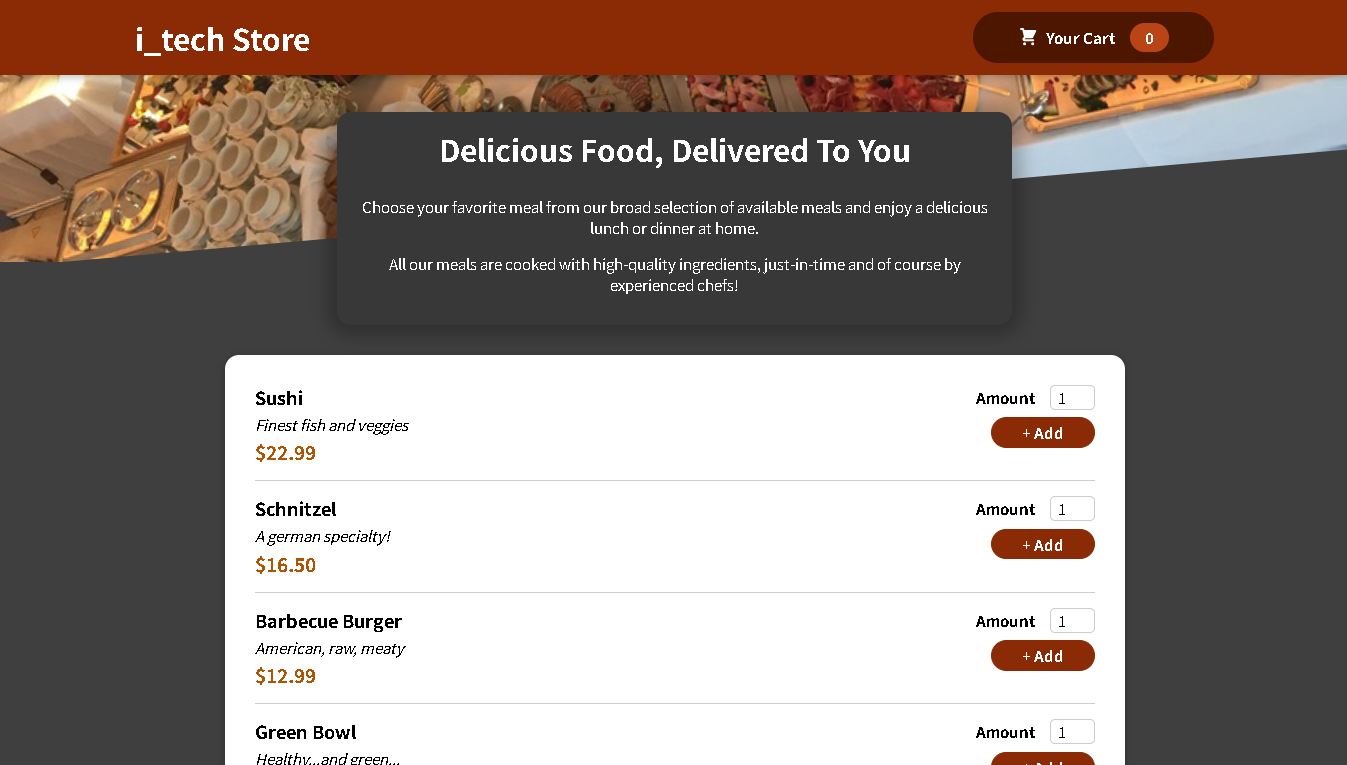 i_tech Store
Your Cart 0
Delicious Food, Delivered To You
Choose your favorite meal from our broad selection of available meals and enjoy a delicious
lunch or dinner at home.
All our meals are cooked with high-quality ingredients, just-in-time and of course by
experienced chefs!
Sushi
Finest fish and veggies
$22.99
Amount 1
+ Add
Schnitzel
A german specialty!
$16.50
Amount 1
+ Add
Barbecue Burger
American, raw, meaty
$12.99
Amount 1
+ Add
Green Bowl
Healthy...and green...
Amount 1
+ Add